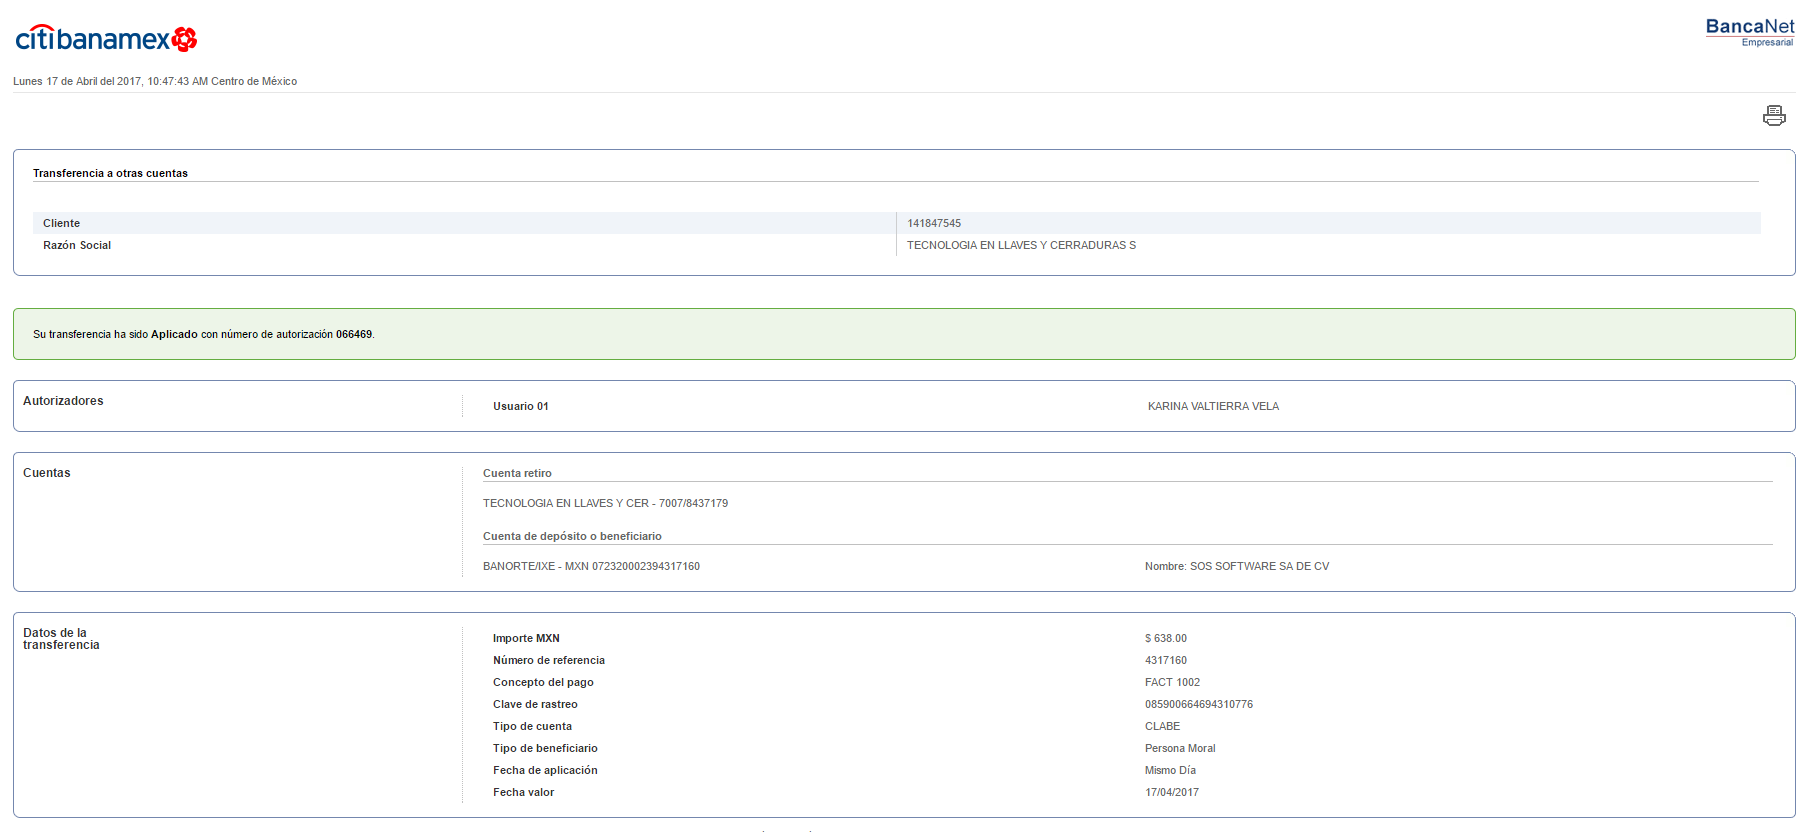 citibanamex
BancaNet
Empresarial
Lunes 17 de Abril del 2017, 10:47:43 AM Centro de México
Transferencia a otras cuentas
Cliente 141847545
Razón Social TECNOLOGIA EN LLAVES Y CERRADURAS S
Su transferencia ha sido Aplicado con número de autorización 066469.
Autorizadores Usuario 01 KARINA VALTIERRA VELA
Cuentas Cuenta retiro
TECNOLOGIA EN LLAVES Y CER - 7007/8437179
Cuenta de depósito o beneficiario
BANORTE/IXE - MXN 072320002394317160 Nombre: SOS SOFTWARE SA DE CV
Datos de la
transferencia
Importe MXN $ 638.00
Número de referencia 4317160
Concepto del pago FACT 1002
Clave de rastreo 085900664694310776
Tipo de cuenta CLABE
Tipo de beneficiario Persona Moral
Fecha de aplicación Mismo Día
Fecha valor 17/04/2017